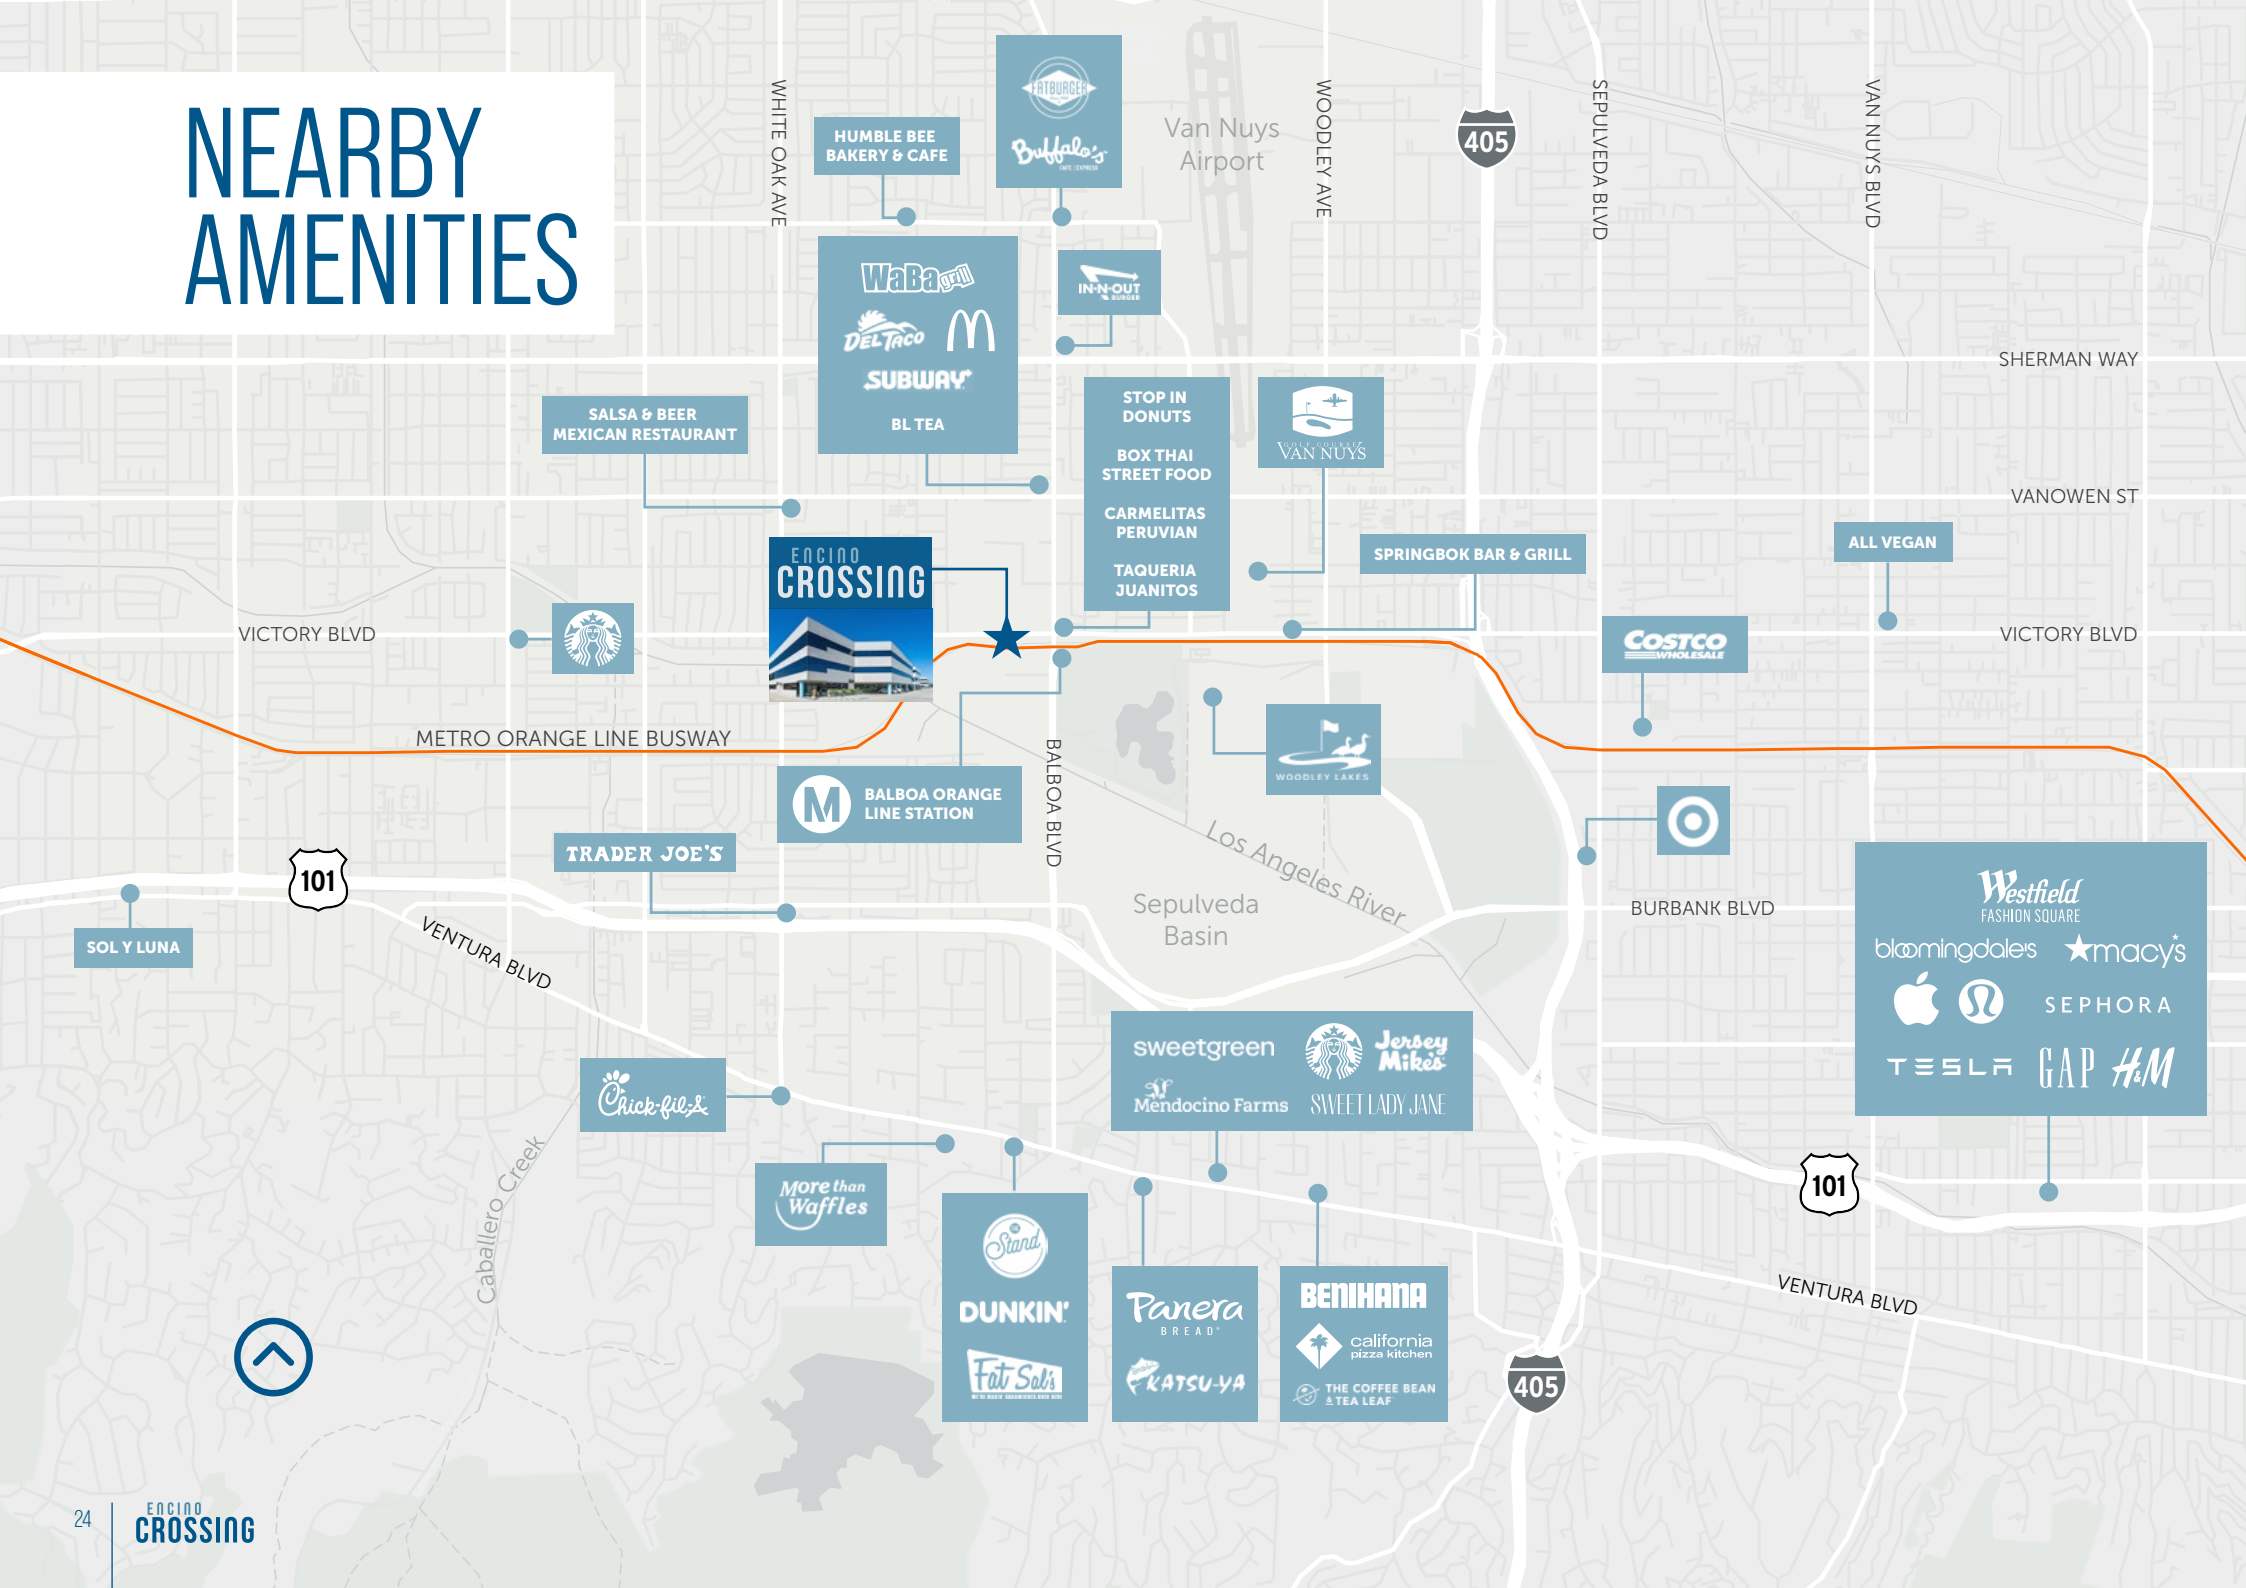 NEARBY
AMENITIES
WHITE OAK AVE
WOODLEY AVE
405
SEPULVEDA BLVD
VAN NUYS BLVD
FATBURGER
Buffalo's
CAFE | EXPRESS
HUMBLE BEE
BAKERY & CAFE
Van Nuys
Airport
WaBa grill
DEL TACO
SUBWAY
BL TEA
IN-N-OUT
BURGER
SHERMAN WAY
SALSA & BEER
MEXICAN RESTAURANT
STOP IN
DONUTS
BOX THAI
STREET FOOD
CARMELITAS
PERUVIAN
TAQUERIA
JUANITOS
GOLF COURSE
VAN NUYS
VANOWEN ST
ENCINO
CROSSING
SPRINGBOK BAR & GRILL
ALL VEGAN
VICTORY BLVD
COSTCO
WHOLESALE
VICTORY BLVD
METRO ORANGE LINE BUSWAY
WOODLEY LAKES
BALBOA BLVD
M
BALBOA ORANGE
LINE STATION
TRADER JOE'S
Los Angeles River
101
SOL Y LUNA
VENTURA BLVD
Sepulveda
Basin
BURBANK BLVD
Westfield
FASHION SQUARE
bloomingdale's
macy's
SEPHORA
TESLA
GAP
H&M
sweetgreen
Jersey
Mike's
Mendocino Farms
SWEET LADY JANE
Chick-fil-A
Caballero Creek
More than
Waffles
101
THE
Stand
DUNKIN'
Fat Sal's
Panera
BREAD
KATSU-YA
BENIHANA
california
pizza kitchen
THE COFFEE BEAN
& TEA LEAF
VENTURA BLVD
405
24
ENCINO
CROSSING